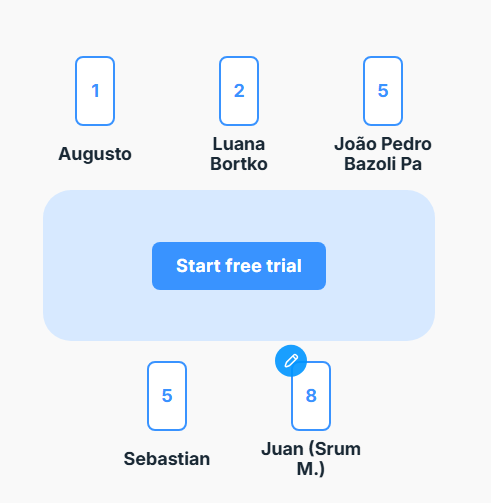 1
2
5
Augusto
Luana
Bortko
João Pedro
Bazoli Pa
Start free trial
5
8
Sebastian
Juan (Srum
M.)